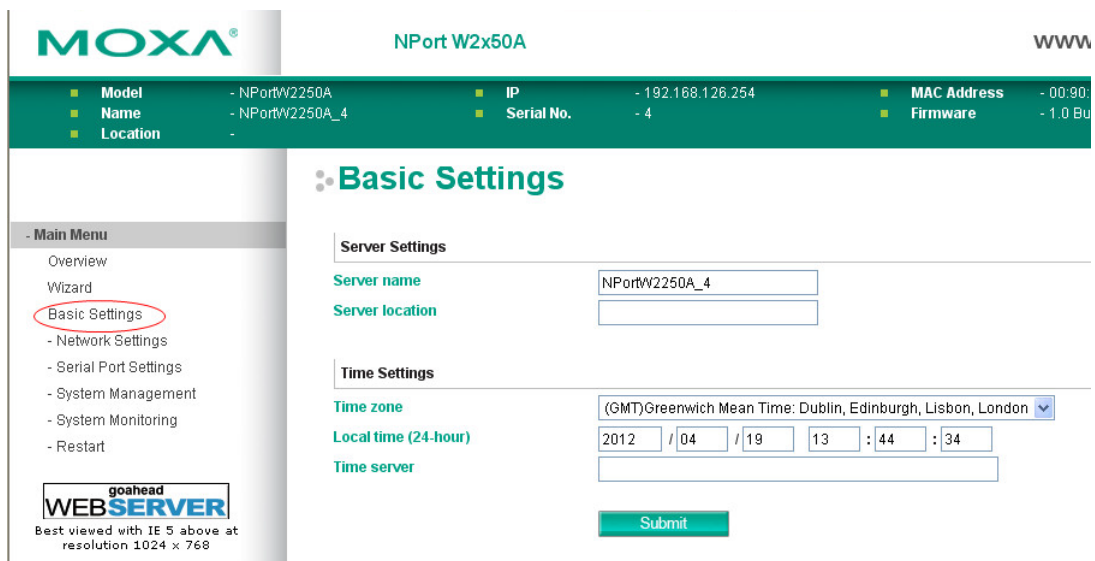 MOXA®
NPort W2x50A
www
Model - NPortW2250A
Name - NPortW2250A_4
Location -
IP - 192.168.126.254
Serial No. - 4
MAC Address - 00:90:
Firmware - 1.0 Bu
- Main Menu
Overview
Wizard
Basic Settings
- Network Settings
- Serial Port Settings
- System Management
- System Monitoring
- Restart
goahead
WEBSERVER
Best viewed with IE 5 above at
resolution 1024 x 768
Basic Settings
Server Settings
Server name NPortW2250A_4
Server location
Time Settings
Time zone (GMT)Greenwich Mean Time: Dublin, Edinburgh, Lisbon, London
Local time (24-hour) 2012 / 04 / 19 13 : 44 : 34
Time server
Submit